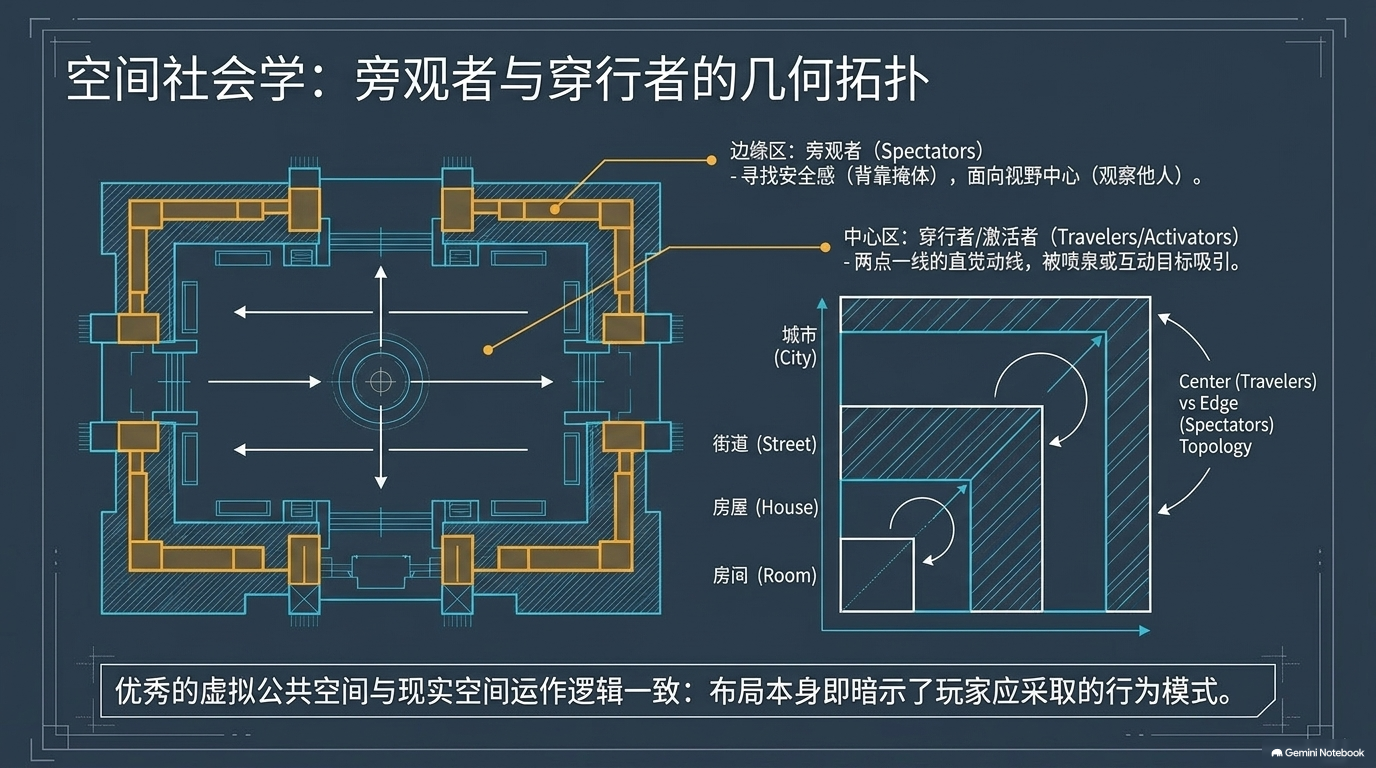 空间社会学：旁观者与穿行者的几何拓扑
边缘区：旁观者（Spectators）
- 寻找安全感（背靠掩体），面向视野中心（观察他人）。
中心区：穿行者/激活者（Travelers/Activators）
- 两点一线的直觉动线，被喷泉或互动目标吸引。
城市
(City)
街道 (Street)
房屋 (House)
房间 (Room)
Center (Travelers)
vs Edge
(Spectators)
Topology
优秀的虚拟公共空间与现实空间运作逻辑一致：布局本身即暗示了玩家应采取的行为模式。
Gemini Notebook